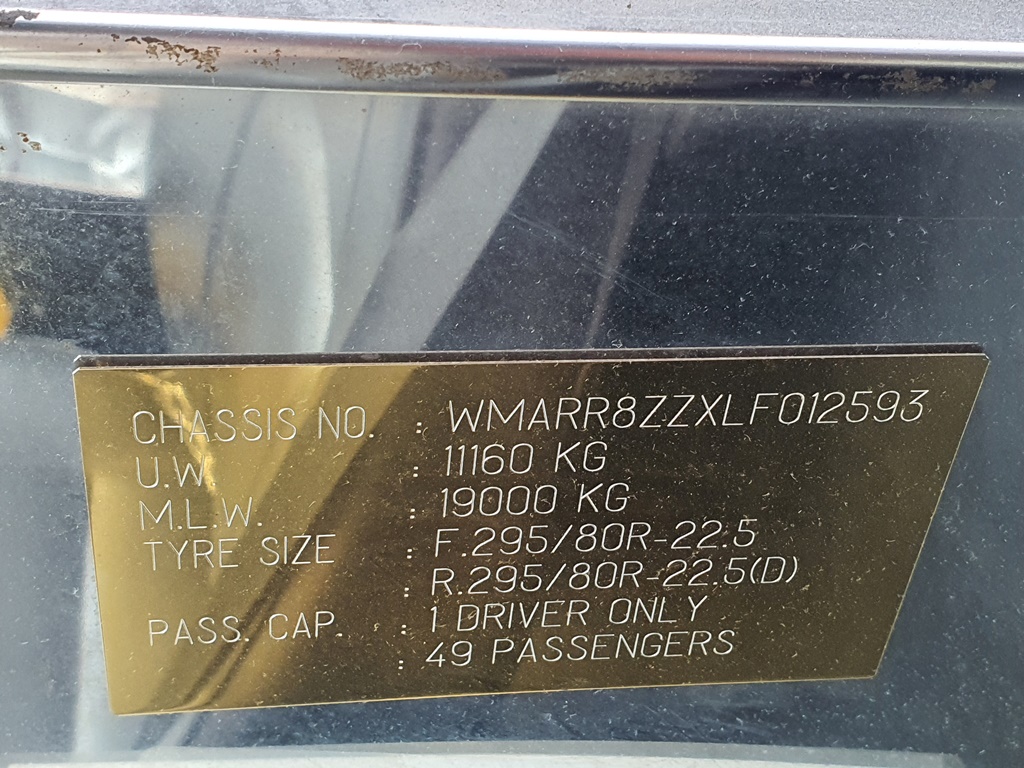 CHASSIS NO. : WMARR8ZZXLF012593
U.W. : 11160 KG
M.L.W. : 19000 KG
TYRE SIZE : F.295/80R-22.5
R.295/80R-22.5(D)
PASS. CAP. : 1 DRIVER ONLY
: 49 PASSENGERS